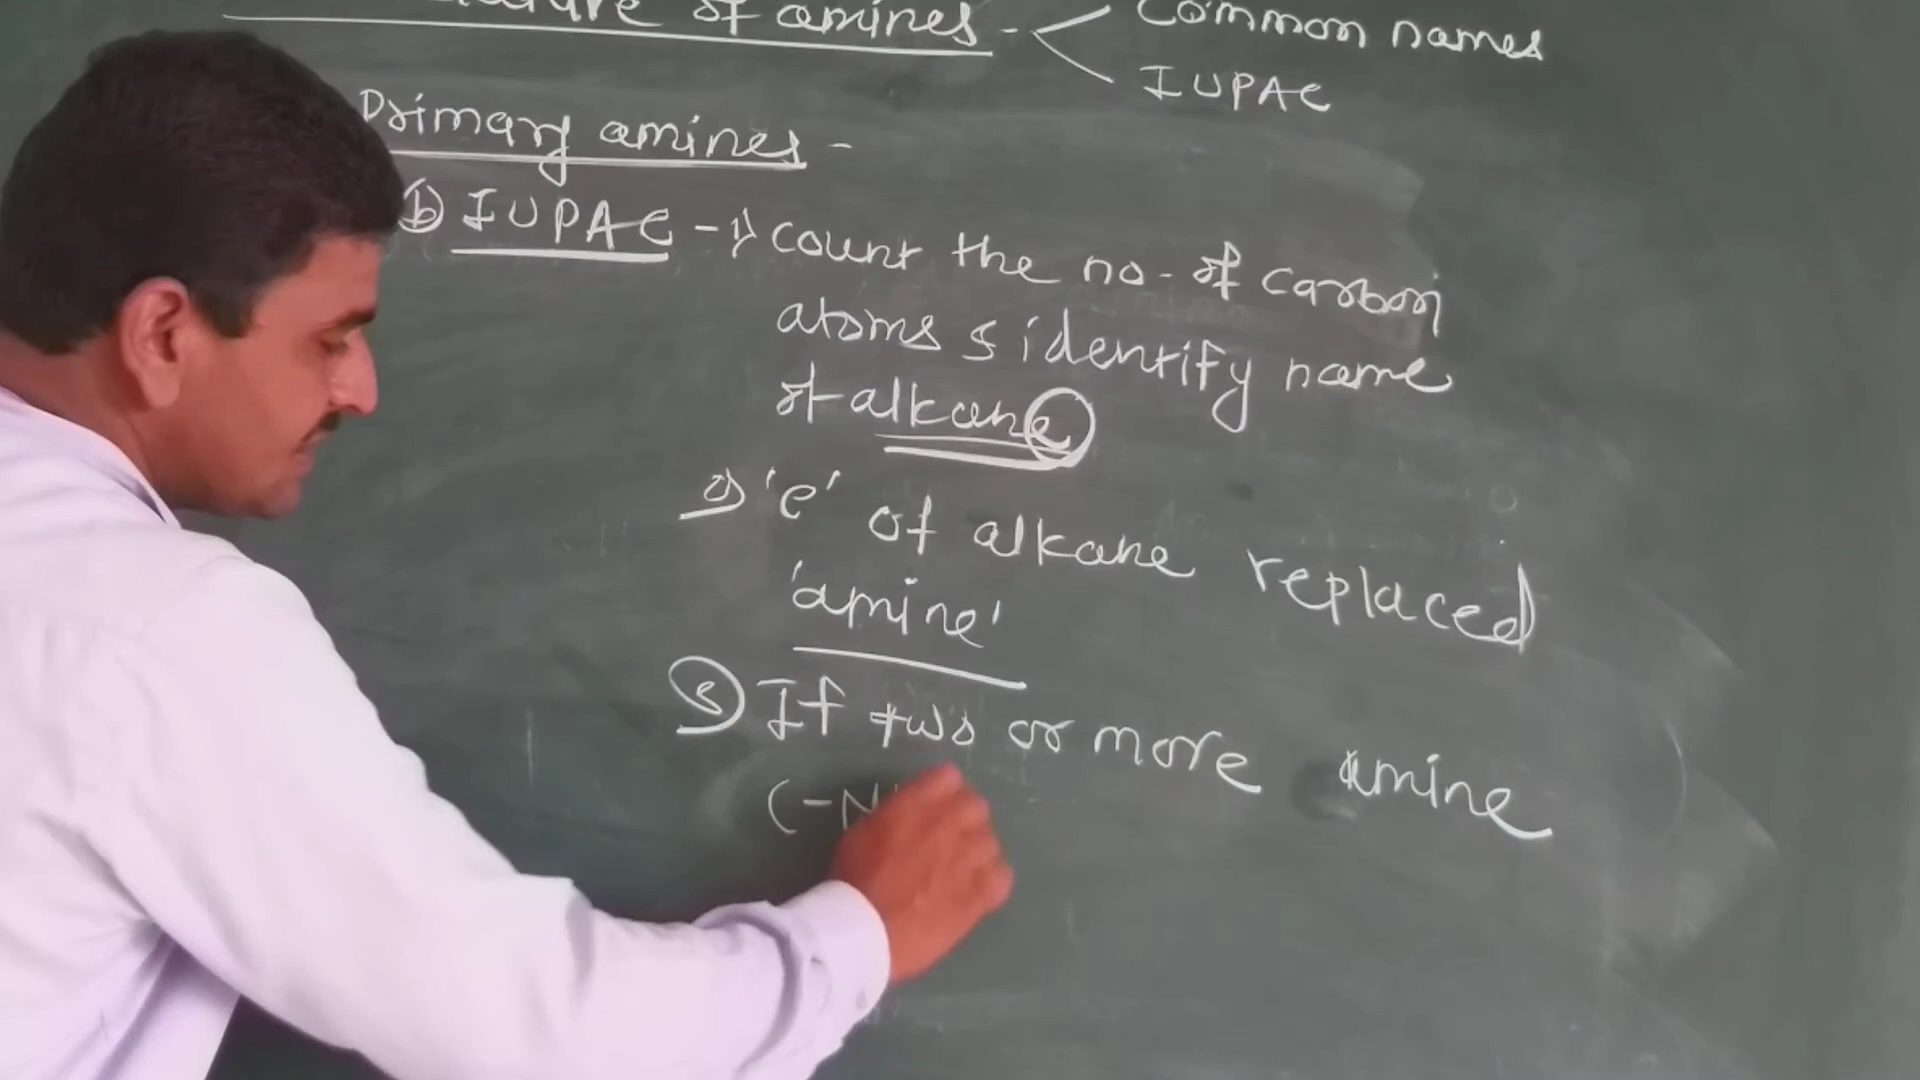 of amines - Common names
IUPAC
Primary amines -
b IUPAC - 1) Count the no. of carbon
atoms & identify name
of alkane
2) 'e' of alkane replaced
'amine'
3) If two or more amine
(-N